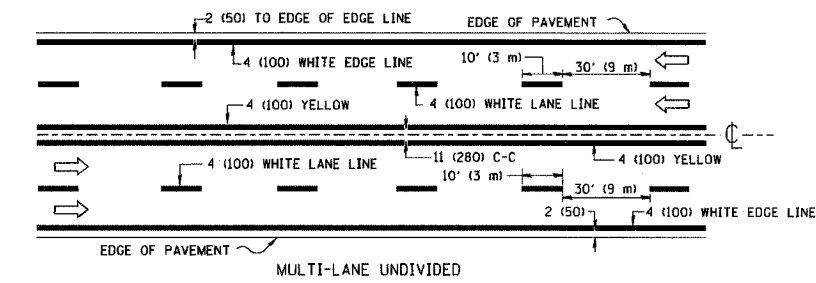 2 (50) TO EDGE OF EDGE LINE
EDGE OF PAVEMENT
4 (100) WHITE EDGE LINE
10' (3 m)
30' (9 m)
4 (100) YELLOW
4 (100) WHITE LANE LINE
℄
4 (100) WHITE LANE LINE
11 (280) C-C
4 (100) YELLOW
10' (3 m)
30' (9 m)
2 (50)
4 (100) WHITE EDGE LINE
EDGE OF PAVEMENT
MULTI-LANE UNDIVIDED